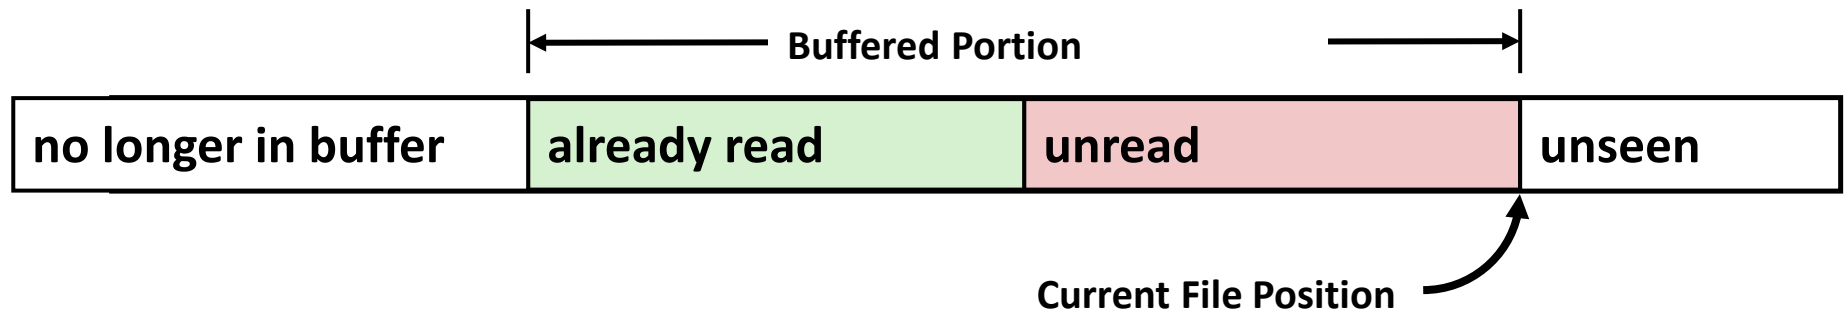 Buffered Portion
no longer in buffer
already read
unread
unseen
Current File Position